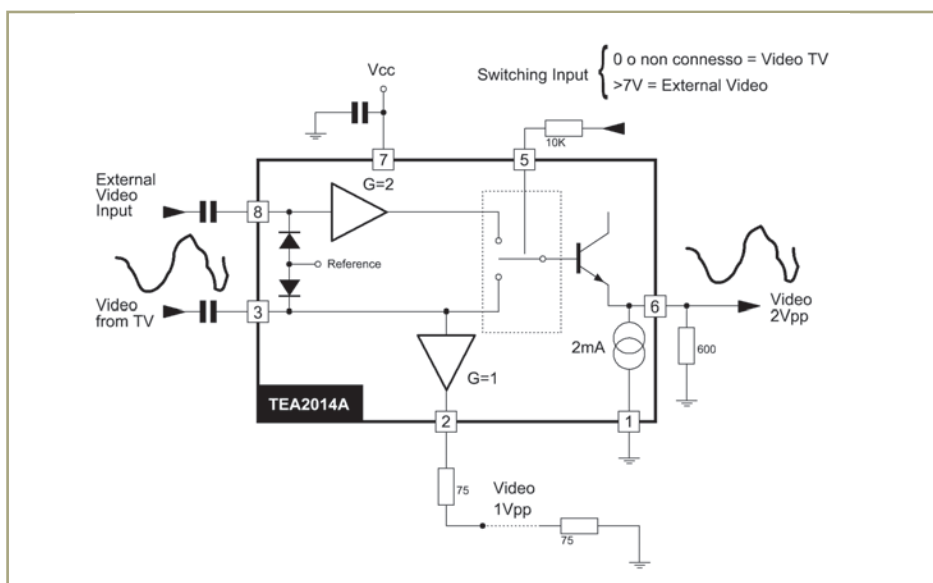 Vcc
Switching Input
0 o non connesso = Video TV
>7V = External Video
10K
7
5
G=2
External
Video
Input
8
Reference
Video
from TV
3
6
Video
2Vpp
2mA
600
G=1
TEA2014A
2
1
75
Video
1Vpp
75